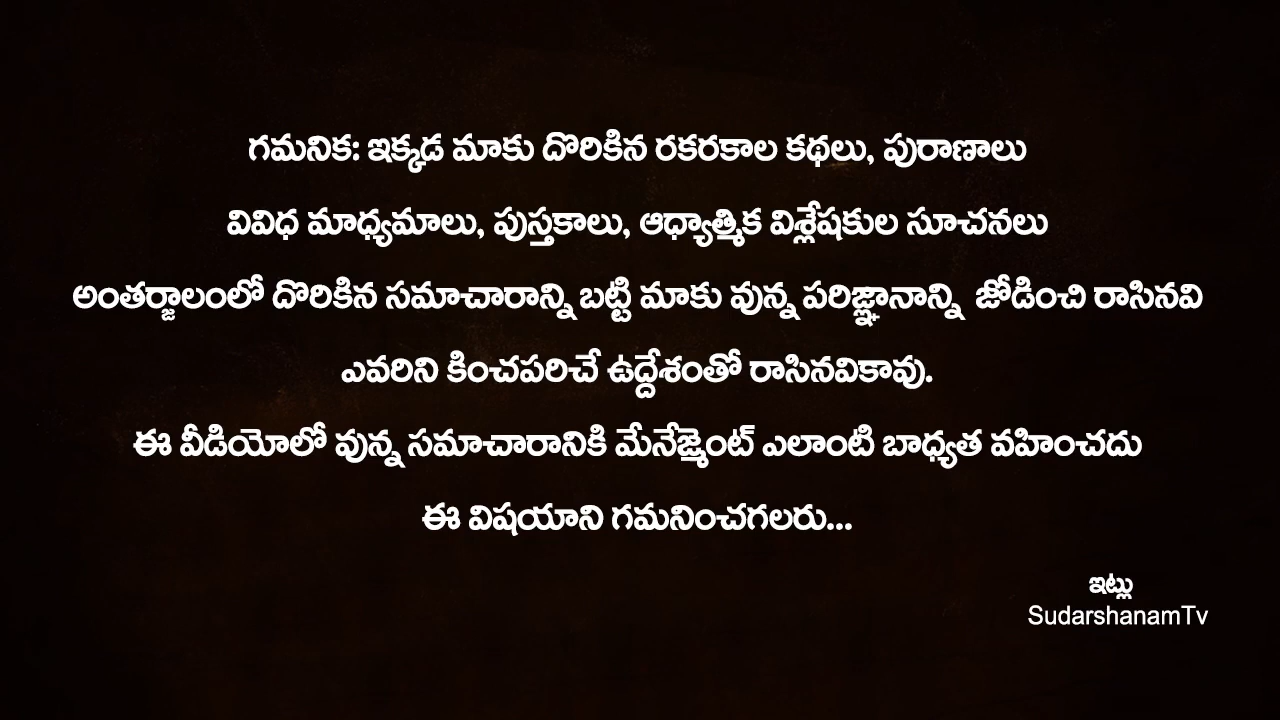 గమనిక: ఇక్కడ మాకు దొరికిన రకరకాల కథలు, పురాణాలు
వివిధ మాధ్యమాలు, పుస్తకాలు, ఆధ్యాత్మిక విశ్లేషకుల సూచనలు
అంతర్జాలంలో దొరికిన సమాచారాన్ని బట్టి మాకు వున్న పరిజ్ఞానాన్ని జోడించి రాసినవి
ఎవరిని కించపరిచే ఉద్దేశంతో రాసినవికావు.
ఈ వీడియోలో వున్న సమాచారానికి మేనేజ్మెంట్ ఎలాంటి బాధ్యత వహించదు
ఈ విషయాని గమనించగలరు...
ఇట్లు
SudarshanamTv